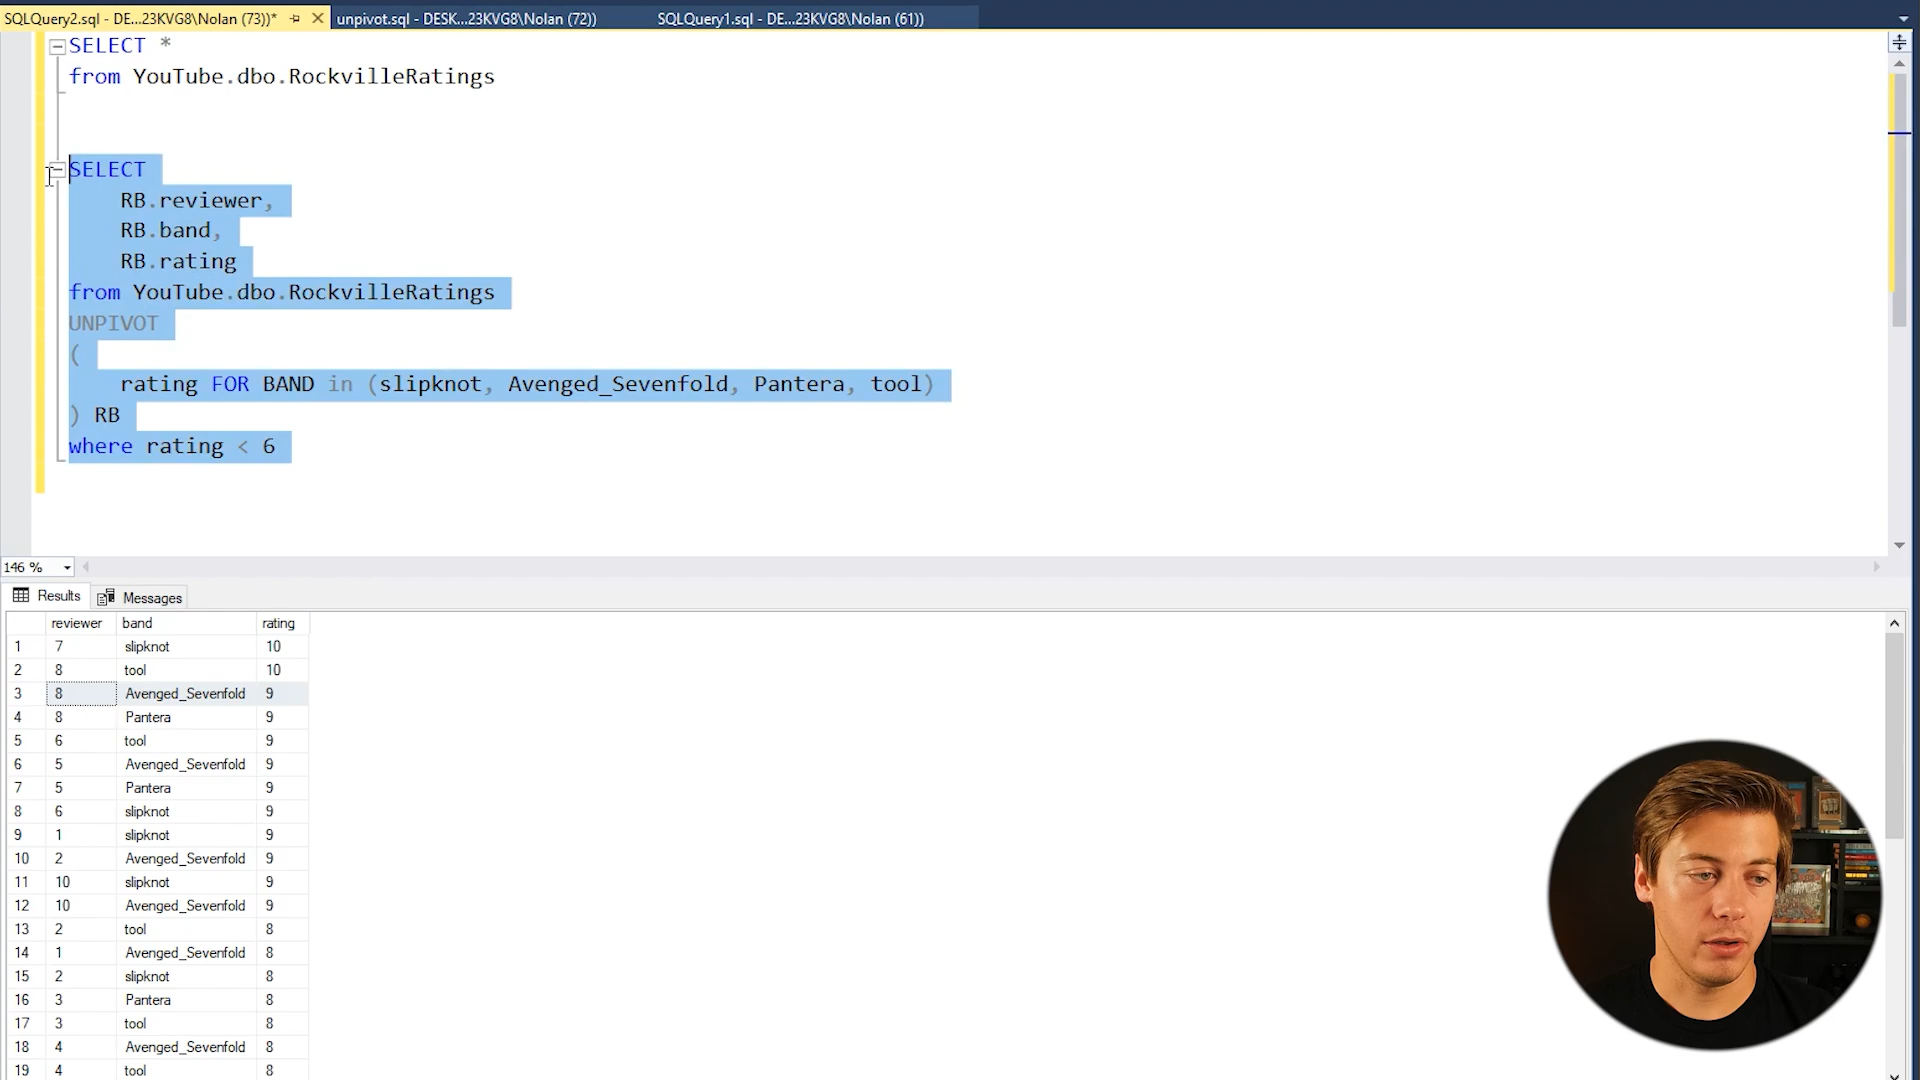 SQLQuery2.sql - DE...23KVG8\Nolan (73))*
unpivot.sql - DESK...23KVG8\Nolan (72))
SQLQuery1.sql - DE...23KVG8\Nolan (61))
SELECT *
from YouTube.dbo.RockvilleRatings
SELECT
RB.reviewer,
RB.band,
RB.rating
from YouTube.dbo.RockvilleRatings
UNPIVOT
(
rating FOR BAND in (slipknot, Avenged_Sevenfold, Pantera, tool)
) RB
where rating < 6
146 %
Results Messages
reviewer band rating
1 7 slipknot 10
2 8 tool 10
3 8 Avenged_Sevenfold 9
4 8 Pantera 9
5 6 tool 9
6 5 Avenged_Sevenfold 9
7 5 Pantera 9
8 6 slipknot 9
9 1 slipknot 9
10 2 Avenged_Sevenfold 9
11 10 slipknot 9
12 10 Avenged_Sevenfold 9
13 2 tool 8
14 1 Avenged_Sevenfold 8
15 2 slipknot 8
16 3 Pantera 8
17 3 tool 8
18 4 Avenged_Sevenfold 8
19 4 tool 8